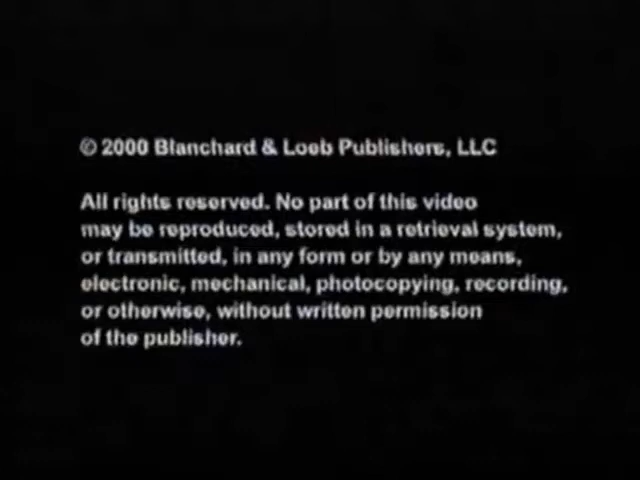 © 2000 Blanchard & Loeb Publishers, LLC
All rights reserved. No part of this video
may be reproduced, stored in a retrieval system,
or transmitted, in any form or by any means,
electronic, mechanical, photocopying, recording,
or otherwise, without written permission
of the publisher.